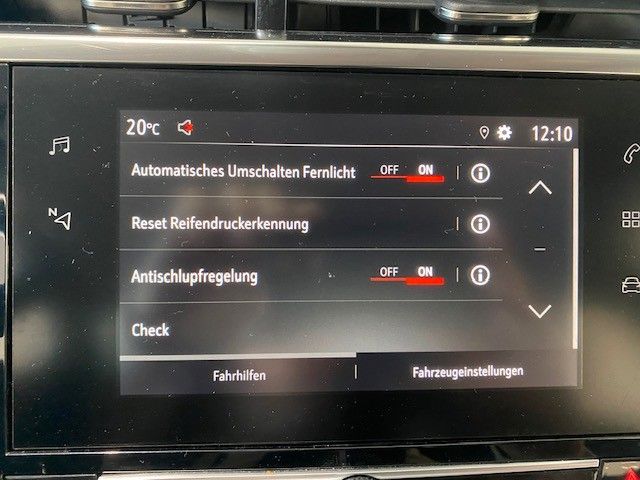 20°C
12:10
Automatisches Umschalten Fernlicht OFF ON
N
Reset Reifendruckerkennung
Antischlupfregelung OFF ON
Check
Fahrhilfen Fahrzeugeinstellungen